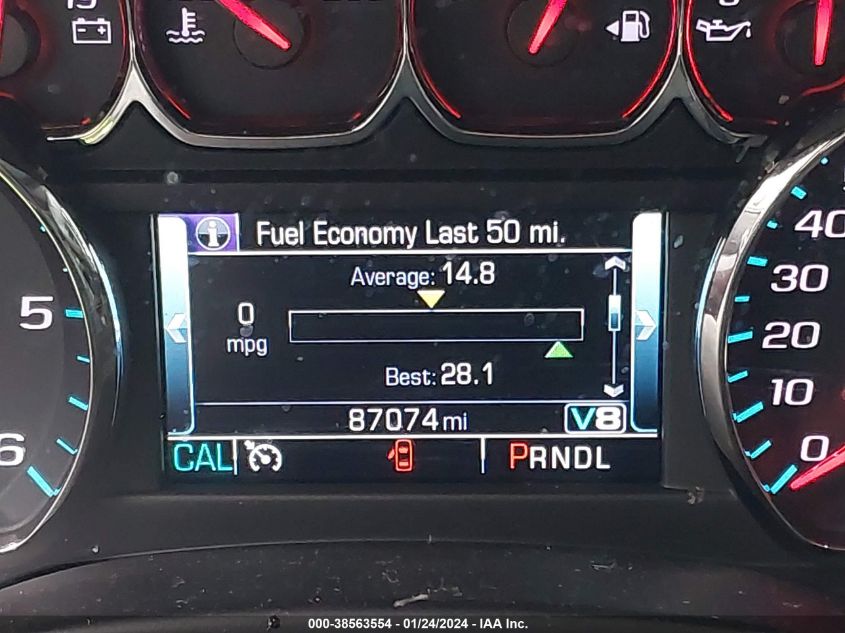 19
5
6
Fuel Economy Last 50 mi.
Average: 14.8
0
mpg
Best: 28.1
87074 mi
V8
CAL
PRNDL
40
30
20
10
0
000-38563554 - 01/24/2024 - IAA Inc.